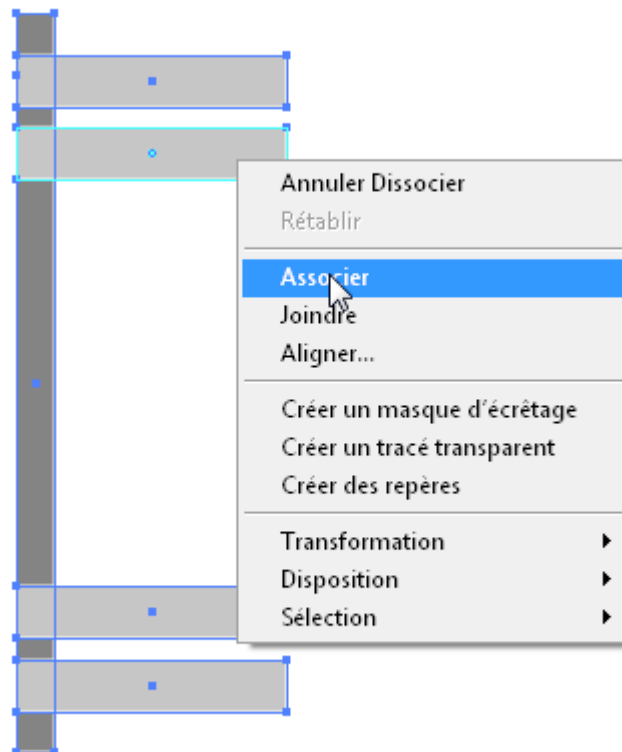 Annuler Dissocier
Rétablir
Associer
Joindre
Aligner...
Créer un masque d'écrêtage
Créer un tracé transparent
Créer des repères
Transformation
Disposition
Sélection